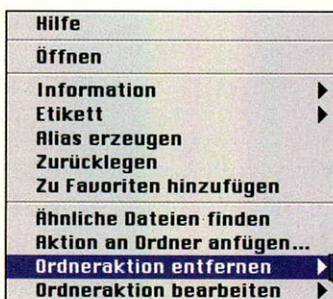 Hilfe
Öffnen
Information
Etikett
Alias erzeugen
Zurücklegen
Zu Favoriten hinzufügen
Ähnliche Dateien finden
Aktion an Ordner anfügen...
Ordneraktion entfernen
Ordneraktion bearbeiten